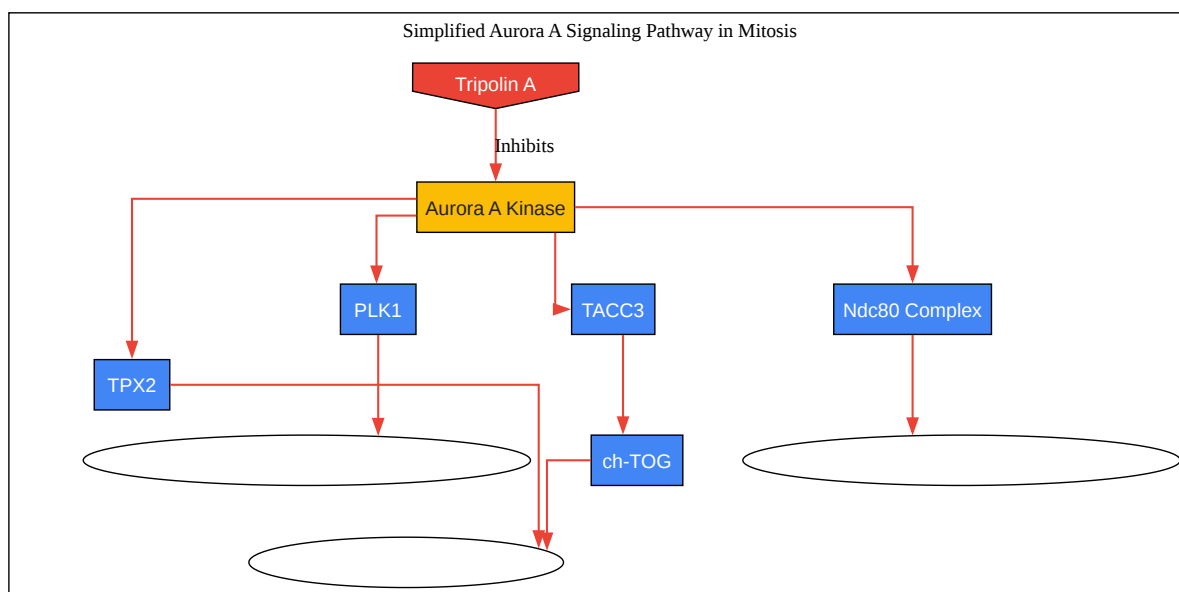 Simplified Aurora A Signaling Pathway in Mitosis
Tripolin A
Inhibits
Aurora A Kinase
PLK1
TACC3
Ndc80 Complex
TPX2
ch-TOG